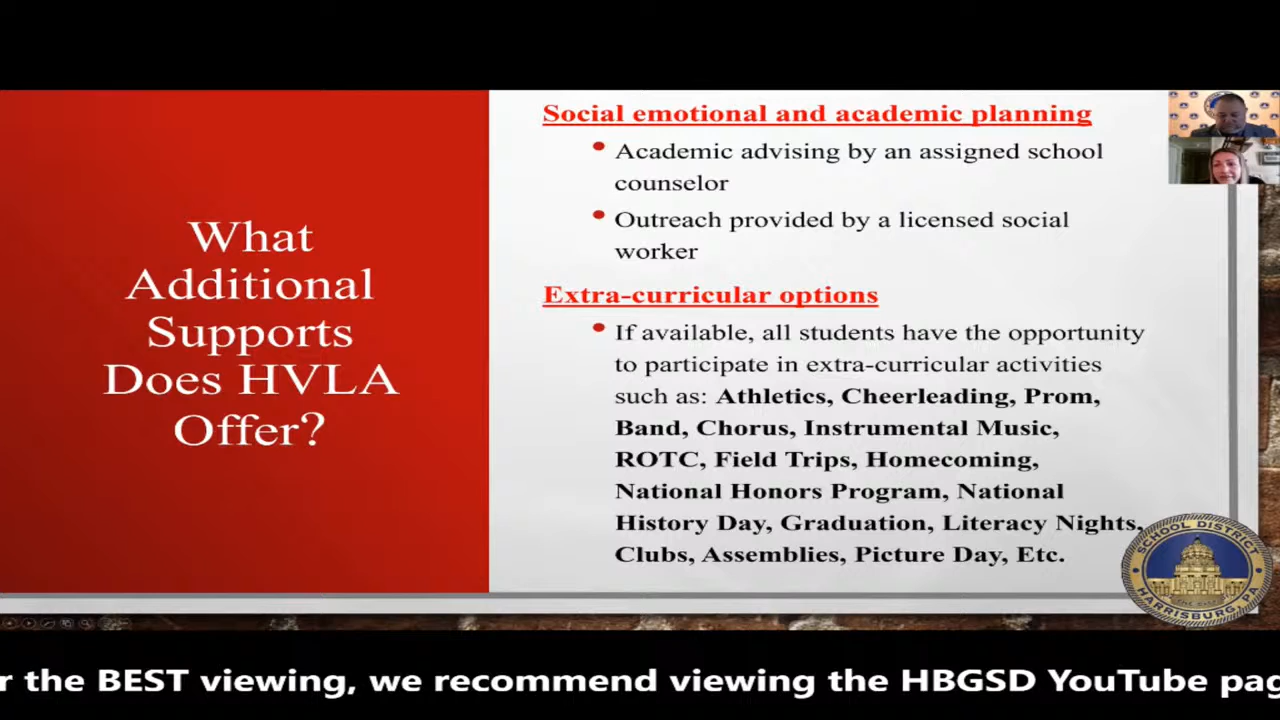 What
Additional
Supports
Does HVLA
Offer?
Social emotional and academic planning
• Academic advising by an assigned school
counselor
• Outreach provided by a licensed social
worker
Extra-curricular options
• If available, all students have the opportunity
to participate in extra-curricular activities
such as: Athletics, Cheerleading, Prom,
Band, Chorus, Instrumental Music,
ROTC, Field Trips, Homecoming,
National Honors Program, National
History Day, Graduation, Literacy Nights,
Clubs, Assemblies, Picture Day, Etc.
SCHOOL DISTRICT
HARRISBURG, PA
r the BEST viewing, we recommend viewing the HBGSD YouTube pag